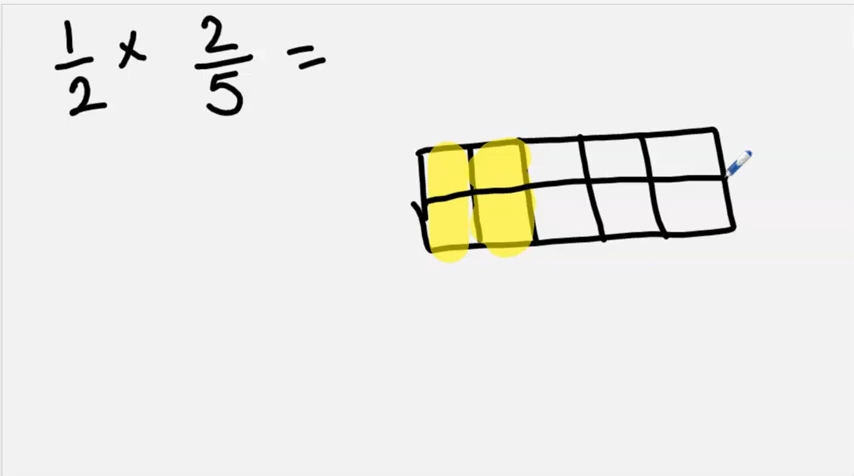 1/2 × 2/5 =